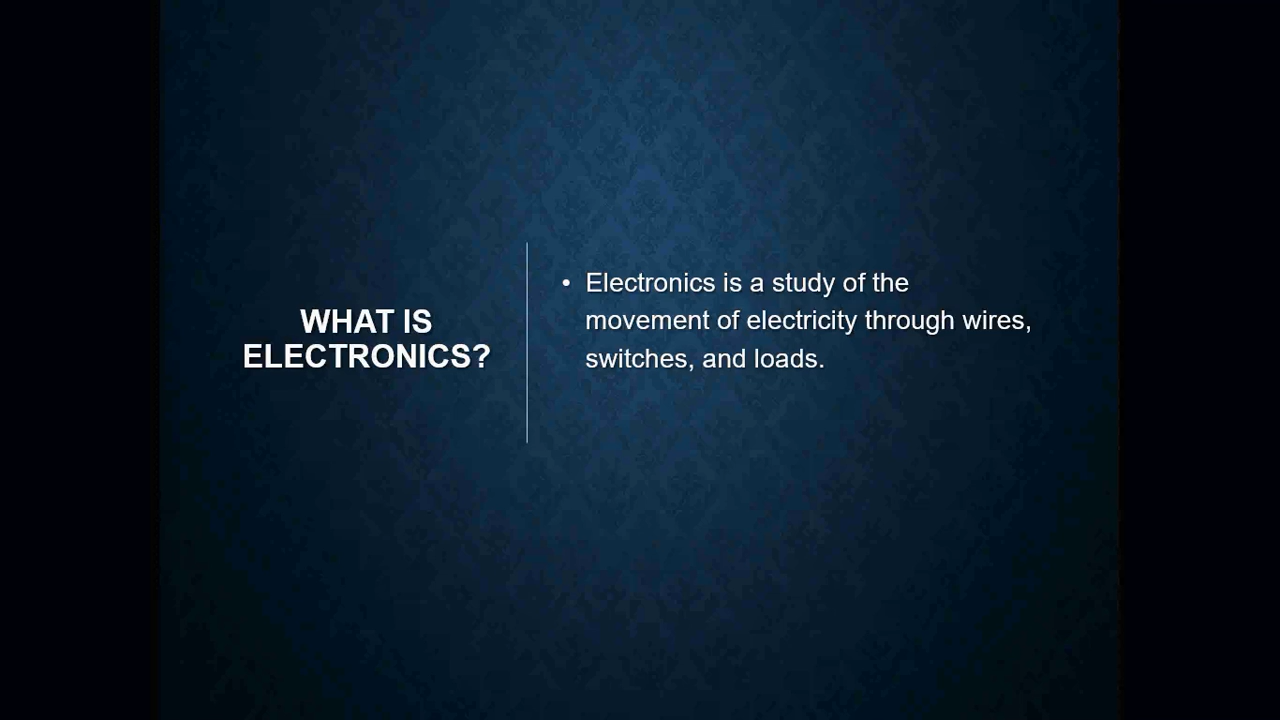 WHAT IS
ELECTRONICS?
• Electronics is a study of the
movement of electricity through wires,
switches, and loads.